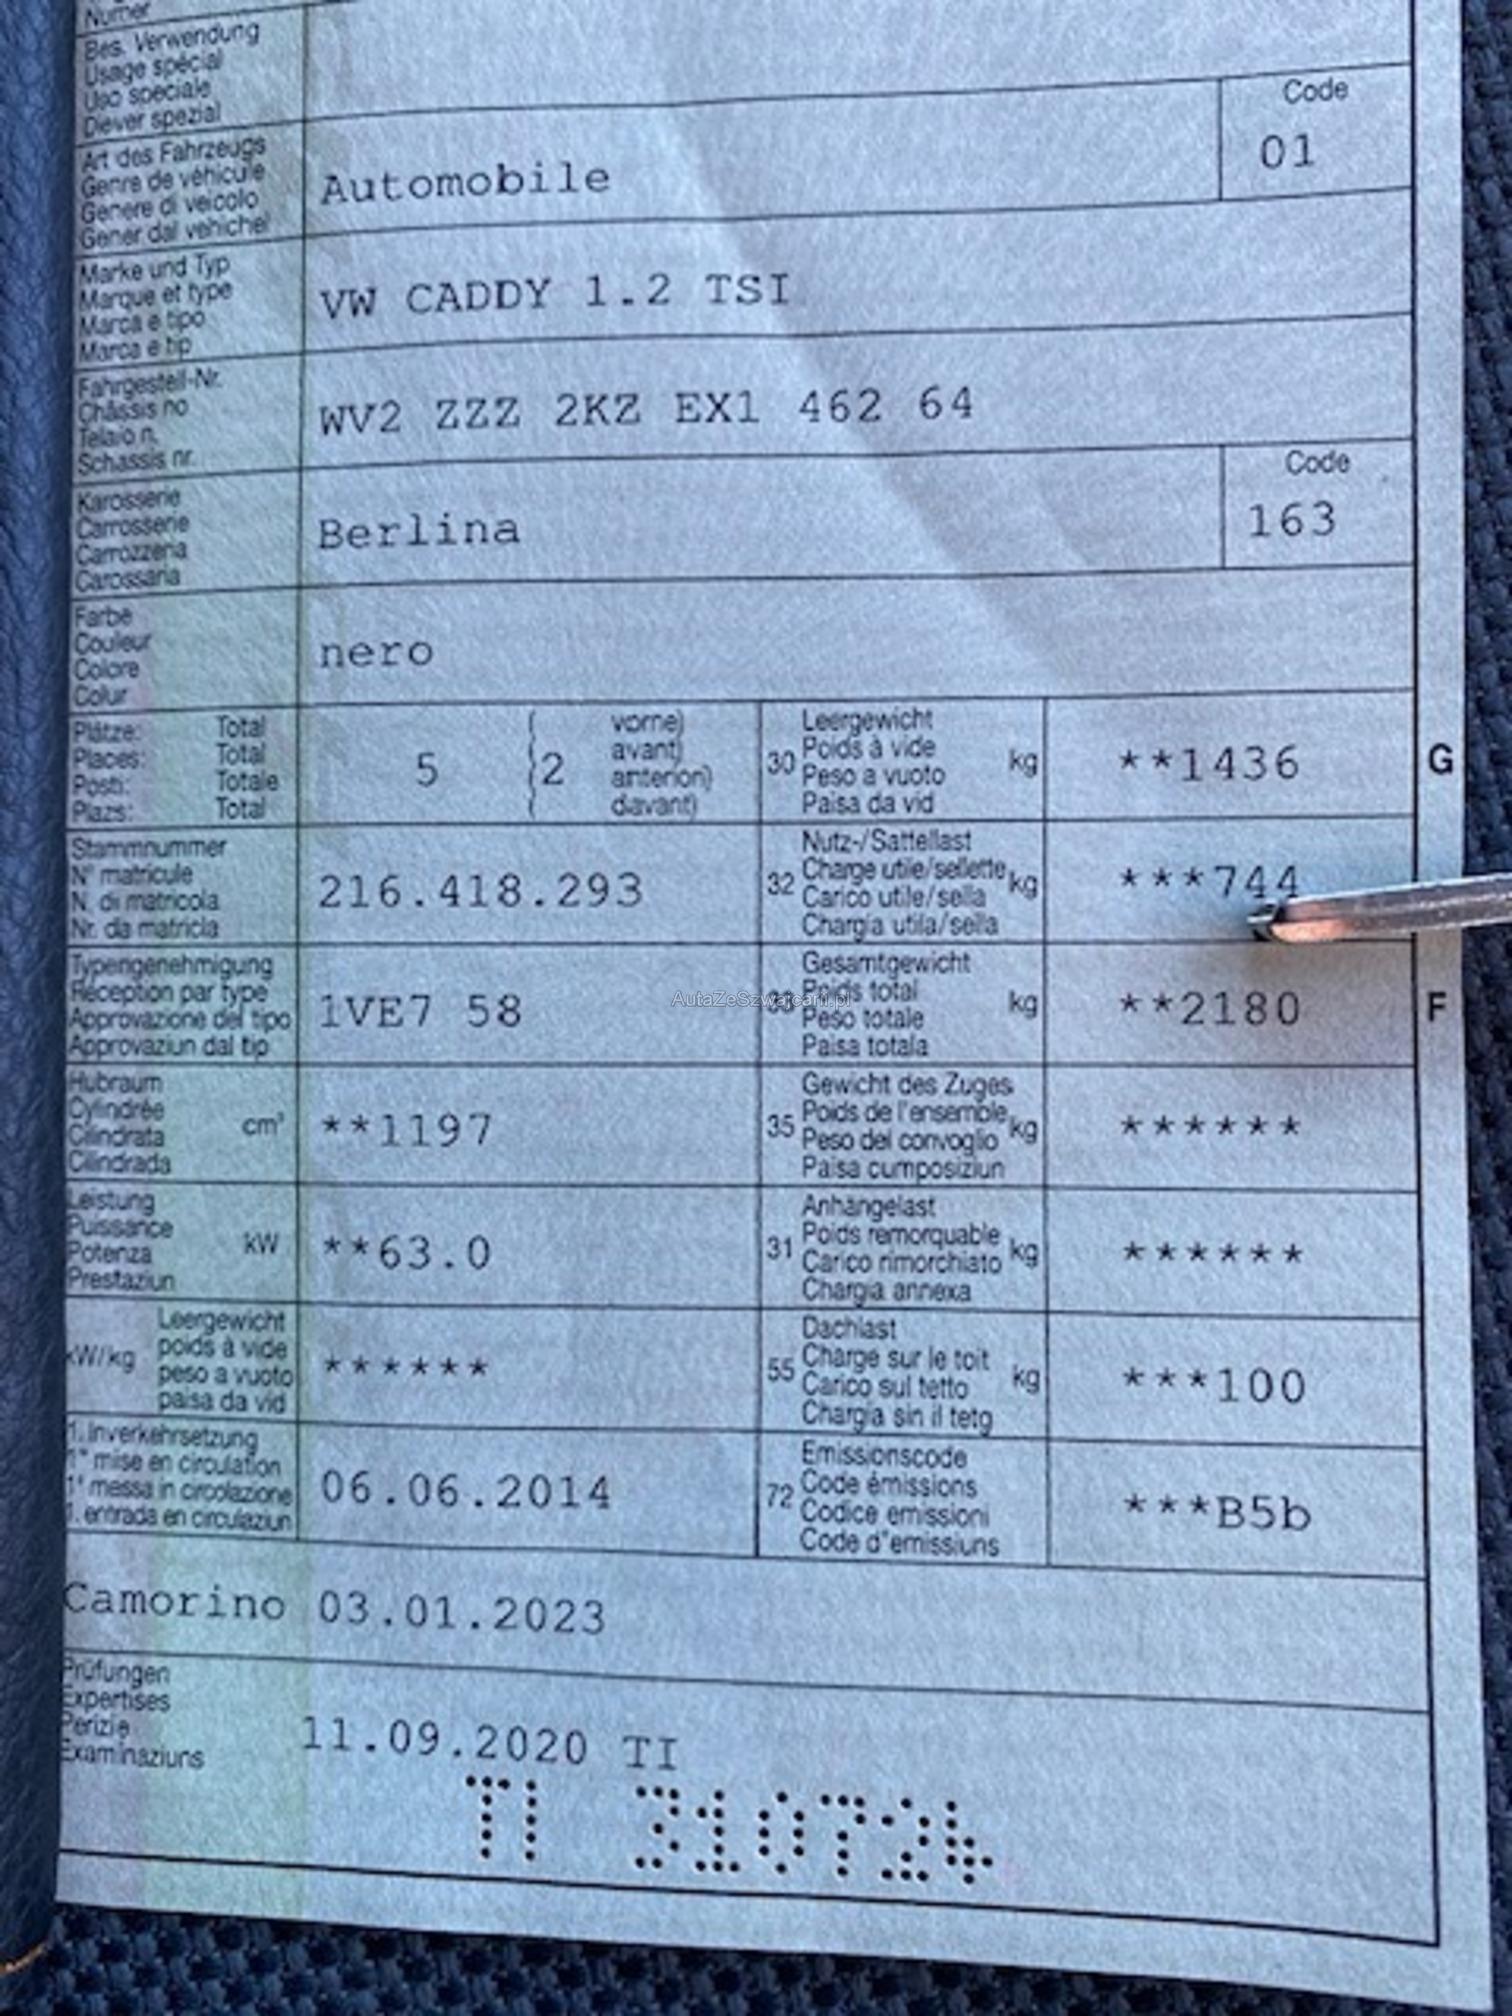 Numer
Bes. Verwendung
Usage spécial
Uso speciale
Diever spezial
Code
Art des Fahrzeugs
Genre de véhicule
Genere di veicolo
Gener dal vehichel
Automobile
01
Marke und Typ
Marque et type
Marca e tipo
Marca e tip
VW CADDY 1.2 TSI
Fahrgestell-Nr.
Châssis no
Telaio n.
Schassis nr.
WV2 ZZZ 2KZ EX1 462 64
Code
Karosserie
Carrosserie
Carrozzeria
Carossaria
Berlina
163
Farbe
Couleur
Colore
Colur
nero
Plätze: Total
Places: Total
Posti: Totale
Plazs: Total
5 2
vorne)
avant)
anteriori)
davant)
30 Leergewicht
Poids à vide
Peso a vuoto
Paisa da vid
kg
**1436
G
Stammnummer
N° matricule
N. di matricola
Nr. da matricla
216.418.293
32 Nutz-/Sattellast
Charge utile/sellette
Carico utile/sella
Chargia utila/sella
kg
***744
Typengenehmigung
Réception par type
Approvazione del tipo
Approvaziun dal tip
1VE7 58
Gesamtgewicht
Poids total
Peso totale
Paisa totala
kg
**2180
F
AutaZeSzwajcarii.pl
Hubraum
Cylindrée
Cilindrata
Cilindrada
cm³
**1197
35 Gewicht des Zuges
Poids de l'ensemble
Peso del convoglio
Paisa cumposiziun
kg
******
Leistung
Puissance
Potenza
Prestaziun
kW
**63.0
31 Anhängelast
Poids remorquable
Carico rimorchiato
Chargia annexa
kg
******
kW/kg
Leergewicht
poids à vide
peso a vuoto
paisa da vid
******
55 Dachlast
Charge sur le toit
Carico sul tetto
Chargia sin il tetg
kg
***100
1. Inverkehrsetzung
1ʳᵉ mise en circulation
1ª messa in circolazione
1. entrada en circulaziun
06.06.2014
72 Emissionscode
Code émissions
Codice emissioni
Code d'emissiuns
***B5b
Camorino 03.01.2023
Prüfungen
Expertises
Perizie
Examinaziuns
11.09.2020 TI
TI 310724